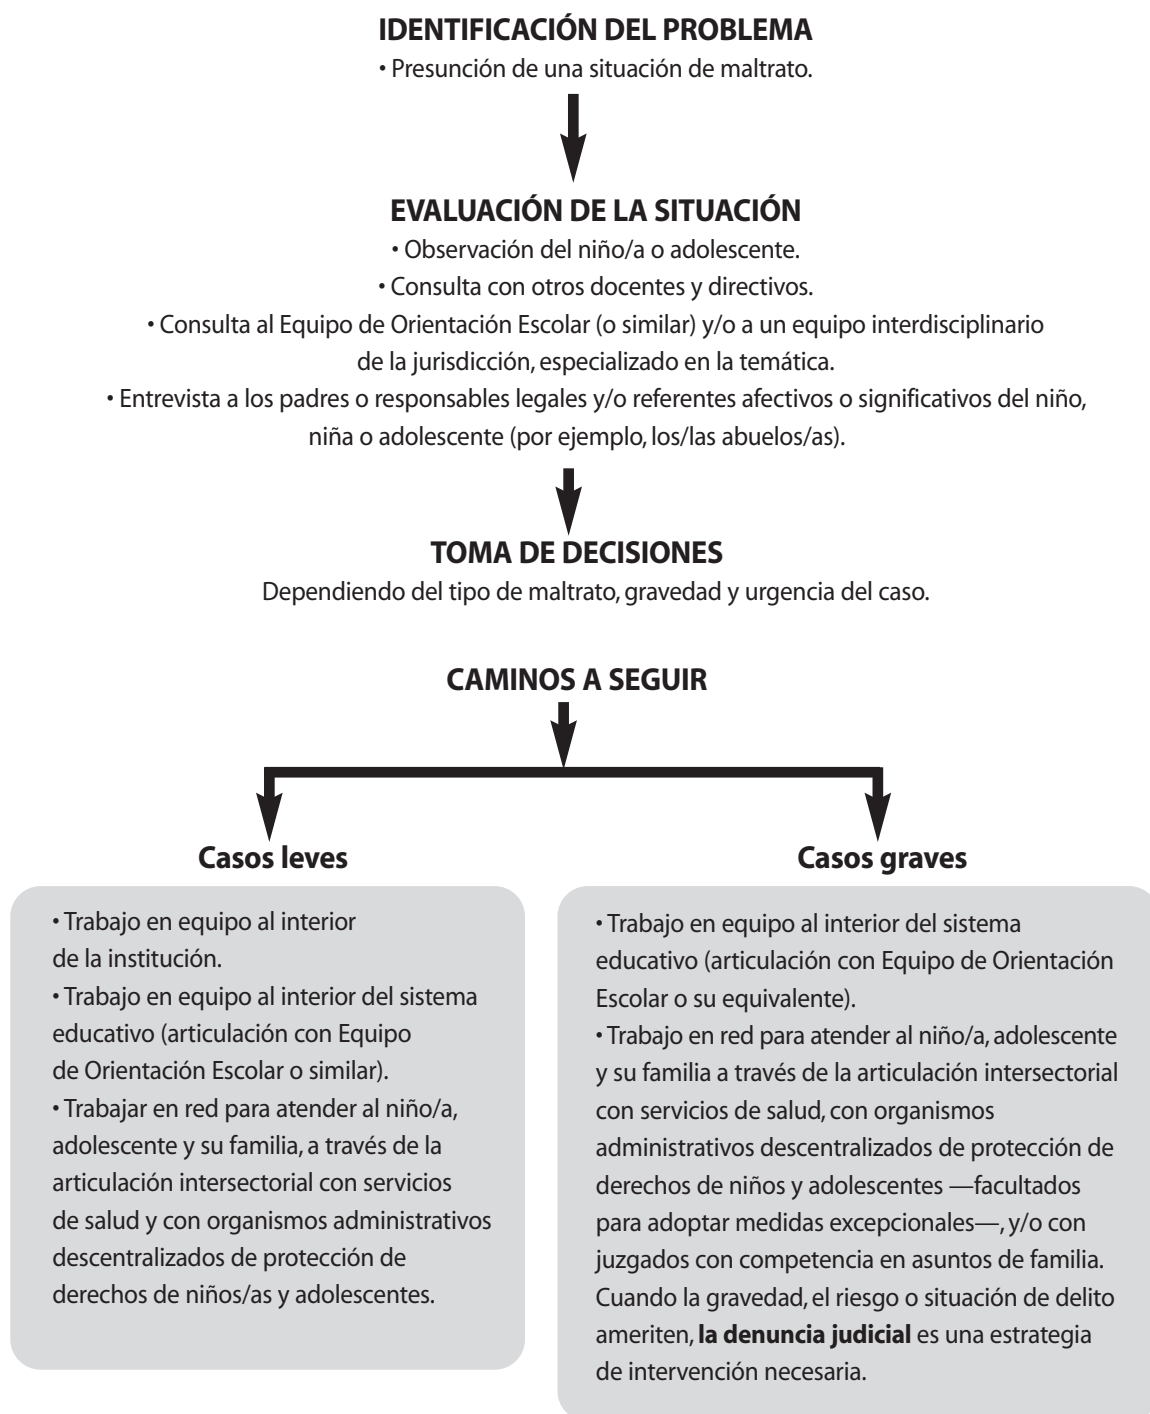 IDENTIFICACIÓN DEL PROBLEMA
• Presunción de una situación de maltrato.
EVALUACIÓN DE LA SITUACIÓN
• Observación del niño/a o adolescente.
• Consulta con otros docentes y directivos.
• Consulta al Equipo de Orientación Escolar (o similar) y/o a un equipo interdisciplinario
de la jurisdicción, especializado en la temática.
• Entrevista a los padres o responsables legales y/o referentes afectivos o significativos del niño,
niña o adolescente (por ejemplo, los/las abuelos/as).
TOMA DE DECISIONES
Dependiendo del tipo de maltrato, gravedad y urgencia del caso.
CAMINOS A SEGUIR
Casos leves
• Trabajo en equipo al interior
de la institución.
• Trabajo en equipo al interior del sistema
educativo (articulación con Equipo
de Orientación Escolar o similar).
• Trabajar en red para atender al niño/a,
adolescente y su familia, a través de la
articulación intersectorial con servicios
de salud y con organismos administrativos
descentralizados de protección de
derechos de niños/as y adolescentes.
Casos graves
• Trabajo en equipo al interior del sistema
educativo (articulación con Equipo de Orientación
Escolar o su equivalente).
• Trabajo en red para atender al niño/a, adolescente
y su familia a través de la articulación intersectorial
con servicios de salud, con organismos
administrativos descentralizados de protección de
derechos de niños y adolescentes —facultados
para adoptar medidas excepcionales—, y/o con
juzgados con competencia en asuntos de familia.
Cuando la gravedad, el riesgo o situación de delito
ameriten, la denuncia judicial es una estrategia
de intervención necesaria.